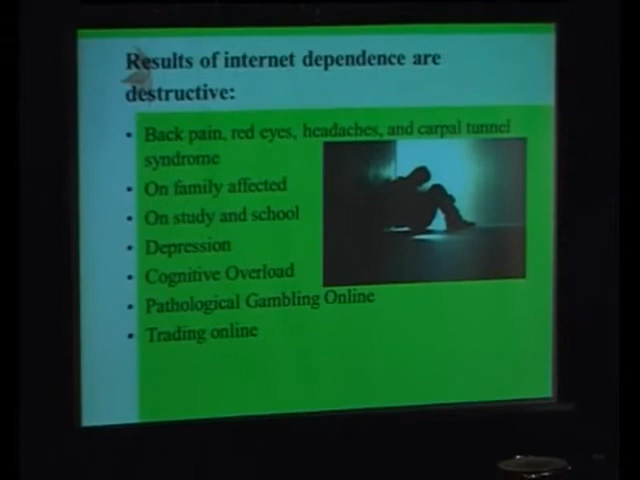 Results of internet dependence are
destructive:
• Back pain, red eyes, headaches, and carpal tunnel
syndrome
• On family affected
• On study and school
• Depression
• Cognitive Overload
• Pathological Gambling Online
• Trading online